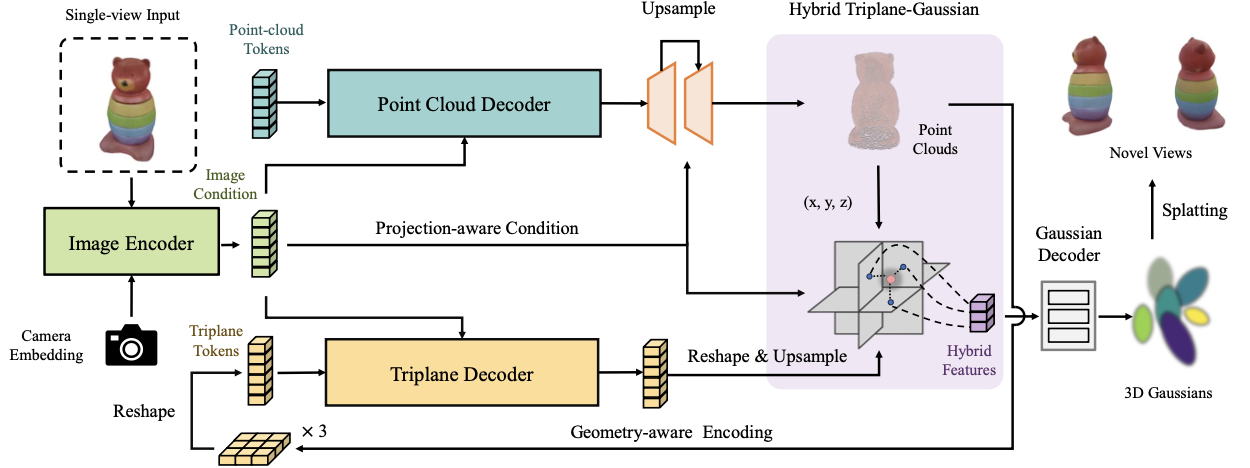 Single-view Input
Upsample
Hybrid Triplane-Gaussian
Point-cloud
Tokens
Point Cloud Decoder
Point
Clouds
Novel Views
Image
Condition
(x, y, z)
Splatting
Image Encoder
Projection-aware Condition
Gaussian
Decoder
Camera
Embedding
Triplane
Tokens
Triplane Decoder
Reshape & Upsample
Hybrid
Features
3D Gaussians
Reshape
× 3
Geometry-aware Encoding